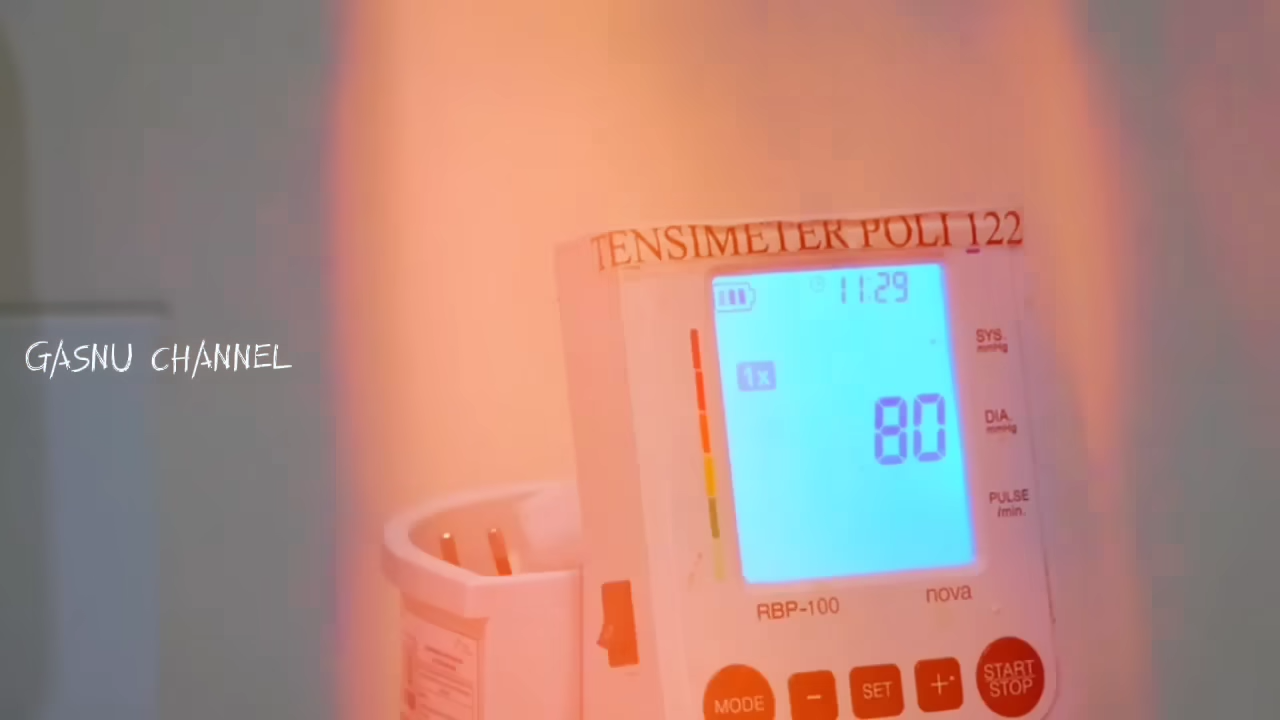 TENSIMETER POLI 122
11:29
SYS.
mmHg
1x
80
DIA.
mmHg
PULSE
/min.
GASNU CHANNEL
RBP-100
nova
MODE
-
SET
+
START
STOP